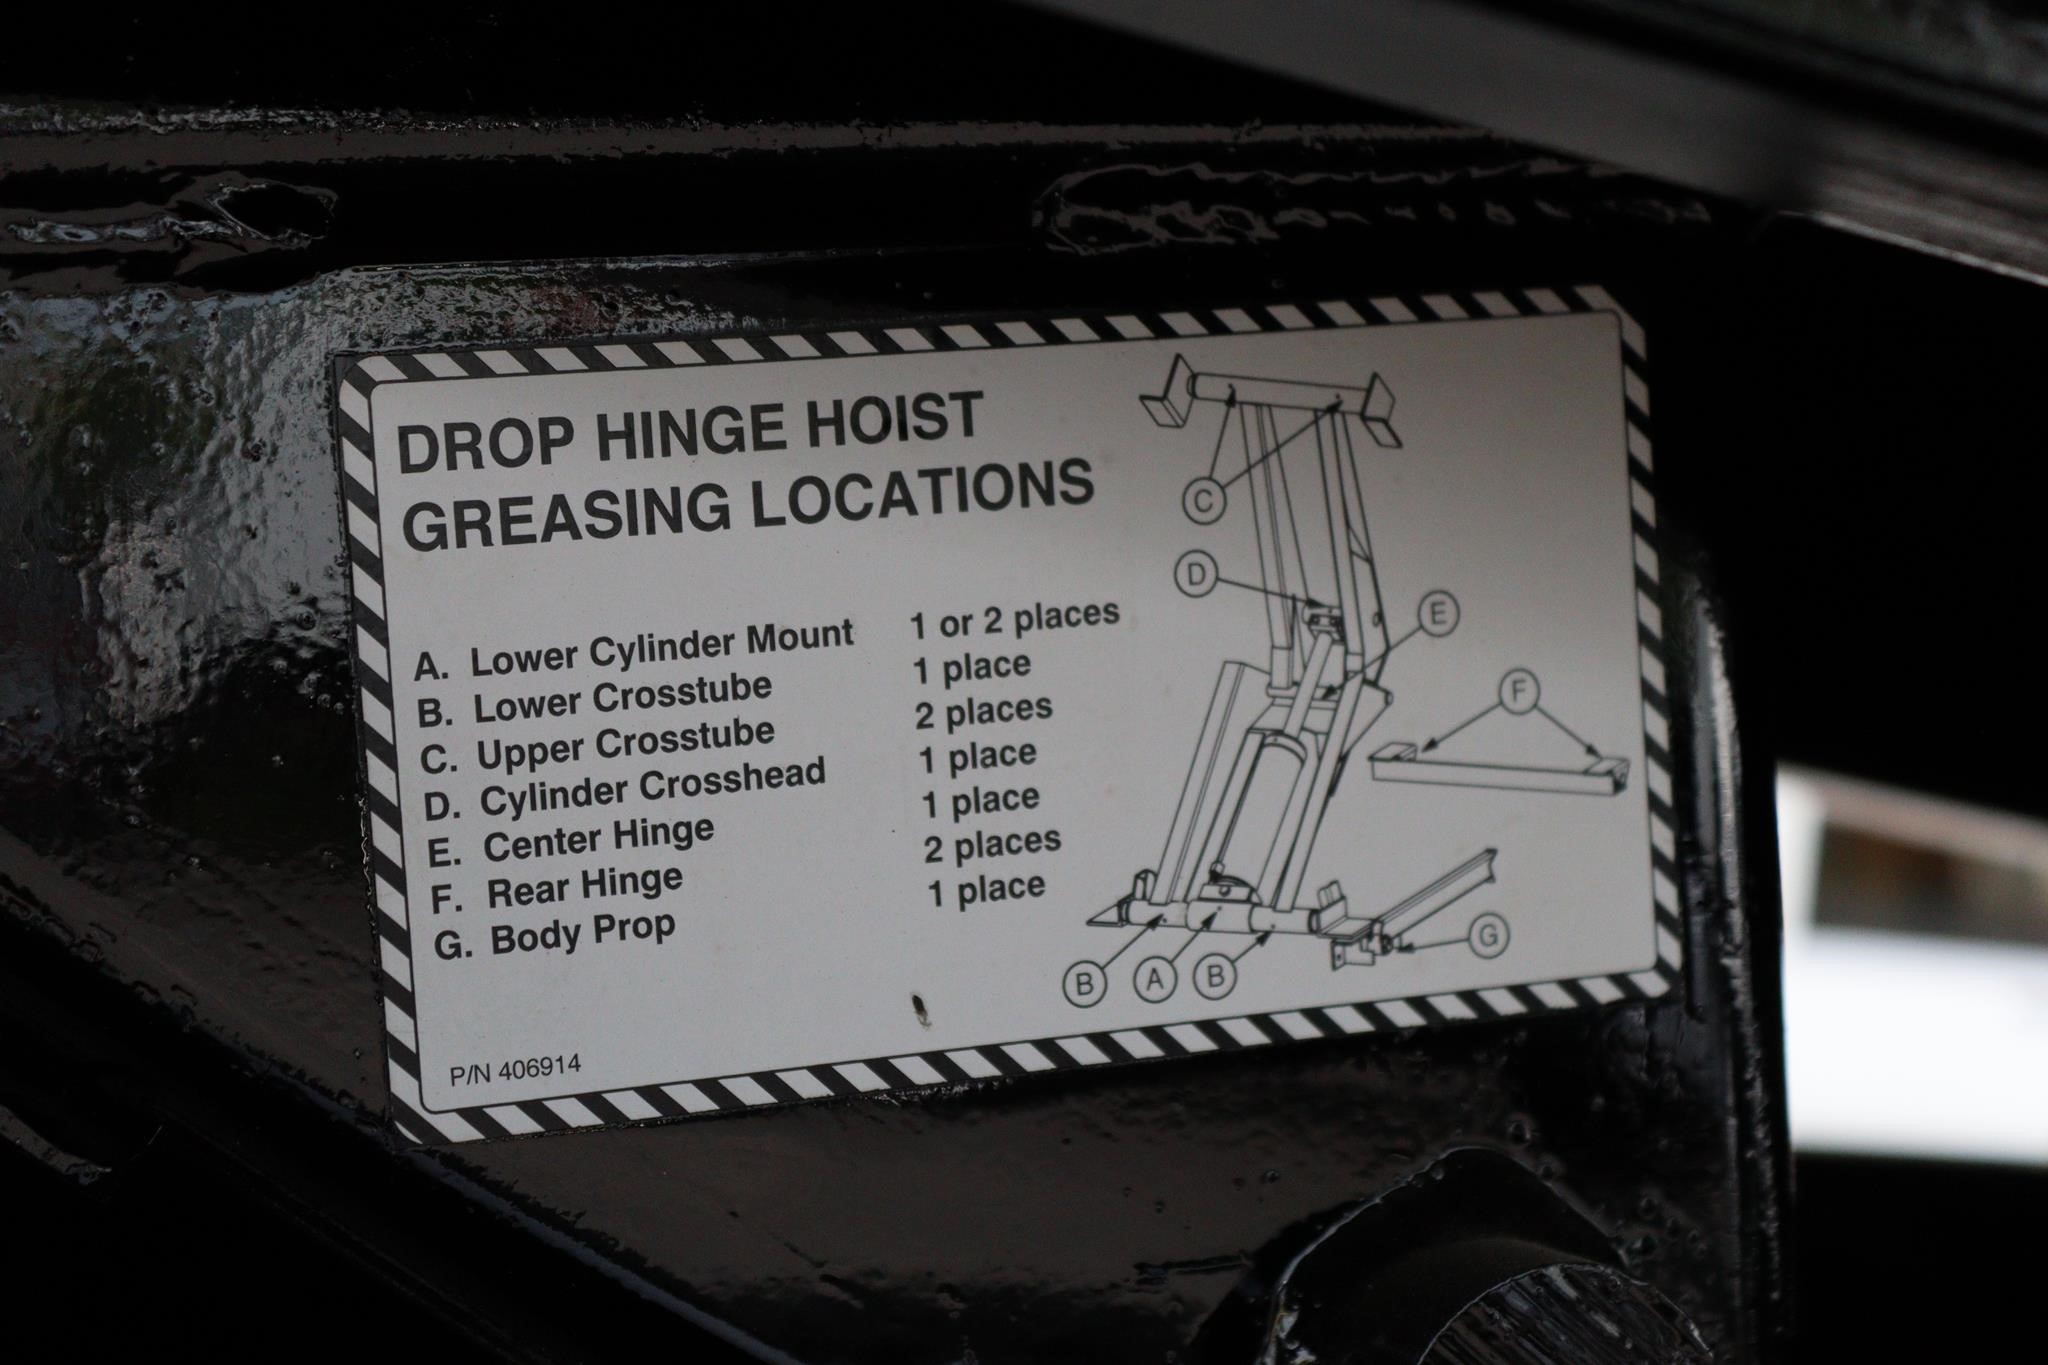 DROP HINGE HOIST
GREASING LOCATIONS
A. Lower Cylinder Mount 1 or 2 places
B. Lower Crosstube 1 place
C. Upper Crosstube 2 places
D. Cylinder Crosshead 1 place
E. Center Hinge 1 place
F. Rear Hinge 2 places
G. Body Prop 1 place
P/N 406914
C
D
E
F
G
B A B